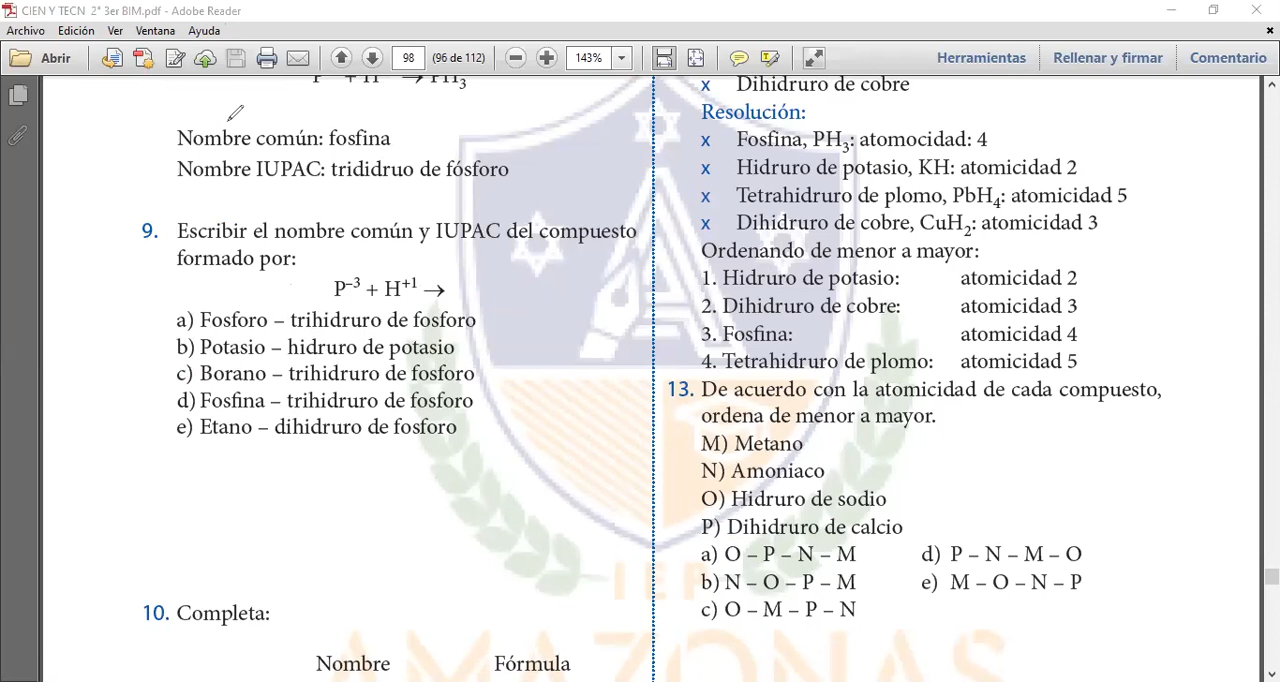 CIEN Y TECN 2° 3er BIM.pdf - Adobe Reader
Archivo Edición Ver Ventana Ayuda
Abrir 98 (96 de 112) 143% Herramientas Rellenar y firmar Comentario
Nombre común: fosfina
Nombre IUPAC: trididruo de fósforo
9. Escribir el nombre común y IUPAC del compuesto
formado por:
P–3 + H+1 →
a) Fosforo – trihidruro de fosforo
b) Potasio – hidruro de potasio
c) Borano – trihidruro de fosforo
d) Fosfina – trihidruro de fosforo
e) Etano – dihidruro de fosforo
10. Completa:
Nombre Fórmula
x Dihidruro de cobre
Resolución:
x Fosfina, PH3: atomocidad: 4
x Hidruro de potasio, KH: atomicidad 2
x Tetrahidruro de plomo, PbH4: atomicidad 5
x Dihidruro de cobre, CuH2: atomicidad 3
Ordenando de menor a mayor:
1. Hidruro de potasio: atomicidad 2
2. Dihidruro de cobre: atomicidad 3
3. Fosfina: atomicidad 4
4. Tetrahidruro de plomo: atomicidad 5
13. De acuerdo con la atomicidad de cada compuesto,
ordena de menor a mayor.
M) Metano
N) Amoniaco
O) Hidruro de sodio
P) Dihidruro de calcio
a) O – P – N – M d) P – N – M – O
b) N – O – P – M e) M – O – N – P
c) O – M – P – N
IEP
AMAZONAS